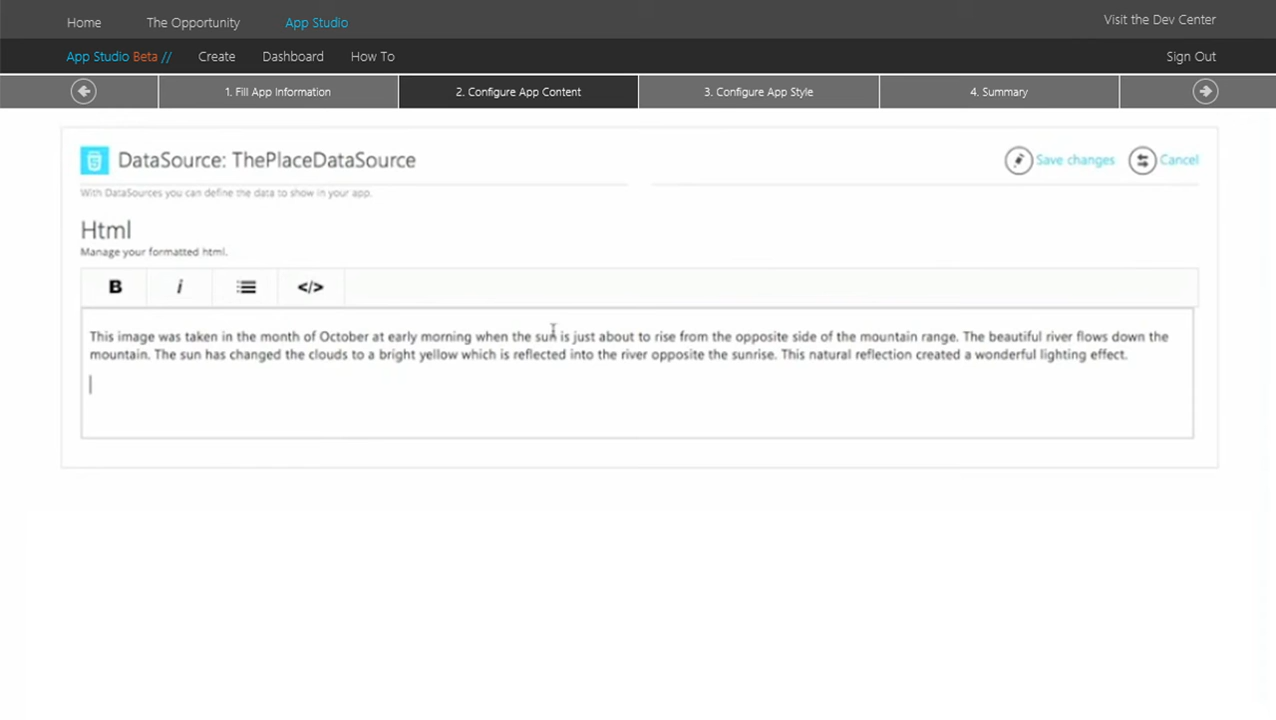 Home The Opportunity App Studio Visit the Dev Center
App Studio Beta // Create Dashboard How To Sign Out
1. Fill App Information 2. Configure App Content 3. Configure App Style 4. Summary
DataSource: ThePlaceDataSource Save changes Cancel
With DataSources you can define the data to show in your app.
Html
Manage your formatted html.
B i </>
This image was taken in the month of October at early morning when the sun is just about to rise from the opposite side of the mountain range. The beautiful river flows down the
mountain. The sun has changed the clouds to a bright yellow which is reflected into the river opposite the sunrise. This natural reflection created a wonderful lighting effect.